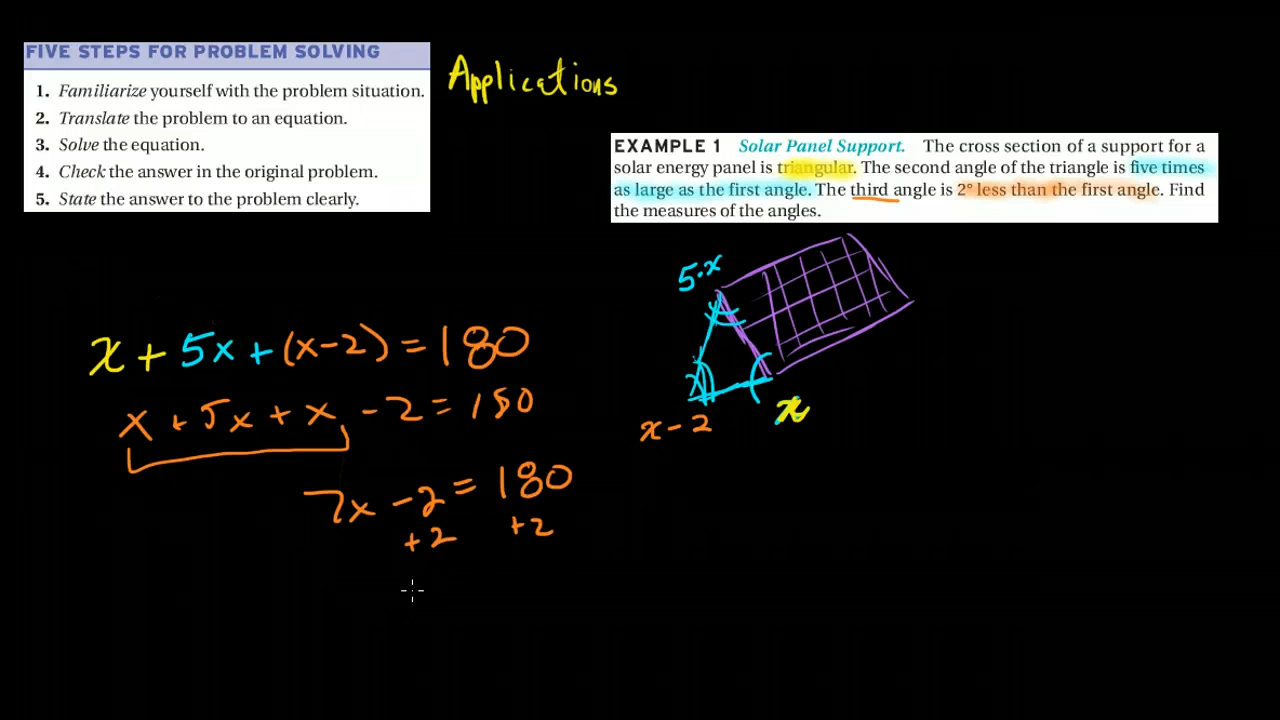 FIVE STEPS FOR PROBLEM SOLVING
1. Familiarize yourself with the problem situation.
2. Translate the problem to an equation.
3. Solve the equation.
4. Check the answer in the original problem.
5. State the answer to the problem clearly.
Applications
EXAMPLE 1 Solar Panel Support. The cross section of a support for a
solar energy panel is triangular. The second angle of the triangle is five times
as large as the first angle. The third angle is 2° less than the first angle. Find
the measures of the angles.
5·x
x - 2
x
x + 5x + (x - 2) = 180
x + 5x + x - 2 = 180
7x - 2 = 180
+2 +2